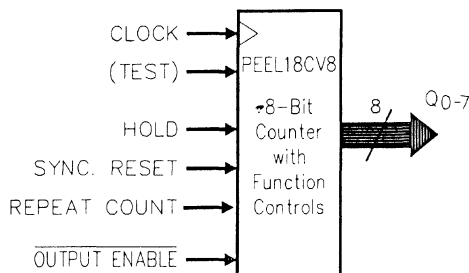 CLOCK
(TEST)
HOLD
SYNC. RESET
REPEAT COUNT
OUTPUT ENABLE
PEEL18CV8
8-Bit
Counter
with
Function
Controls
8
Q0-7